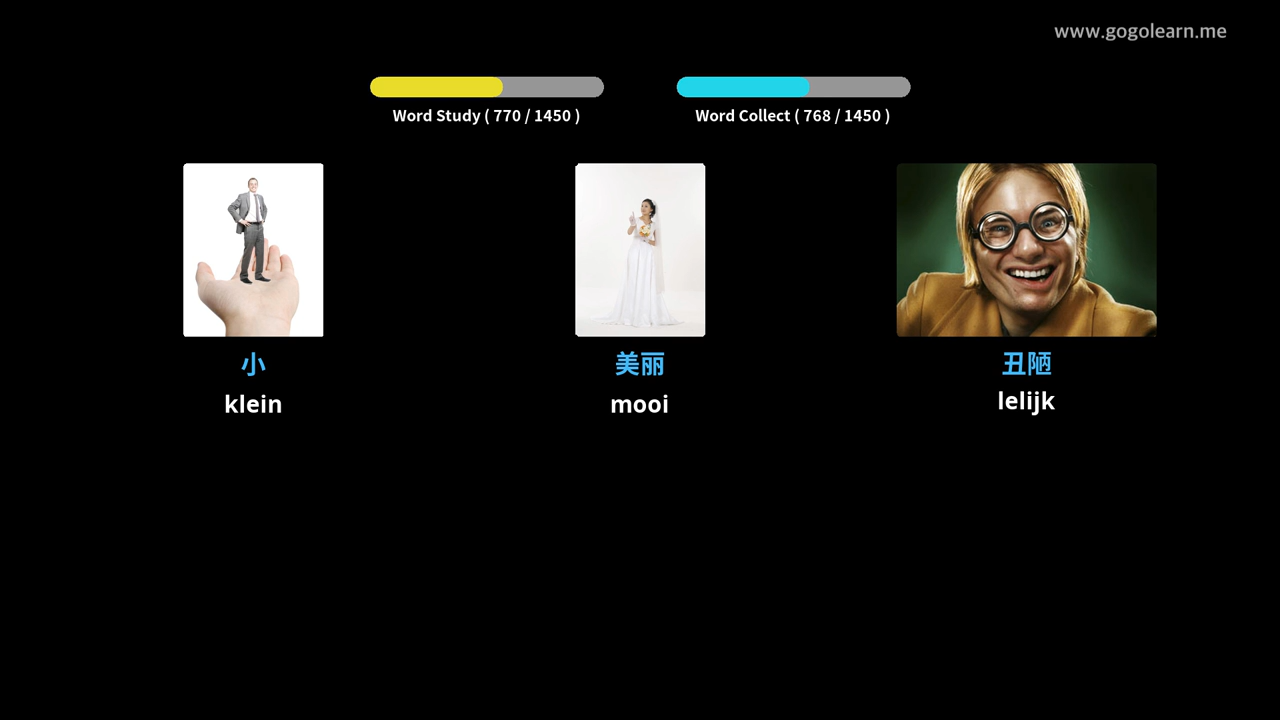 www.gogolearn.me
Word Study ( 770 / 1450 )
Word Collect ( 768 / 1450 )
小
美丽
丑陋
klein
mooi
lelijk